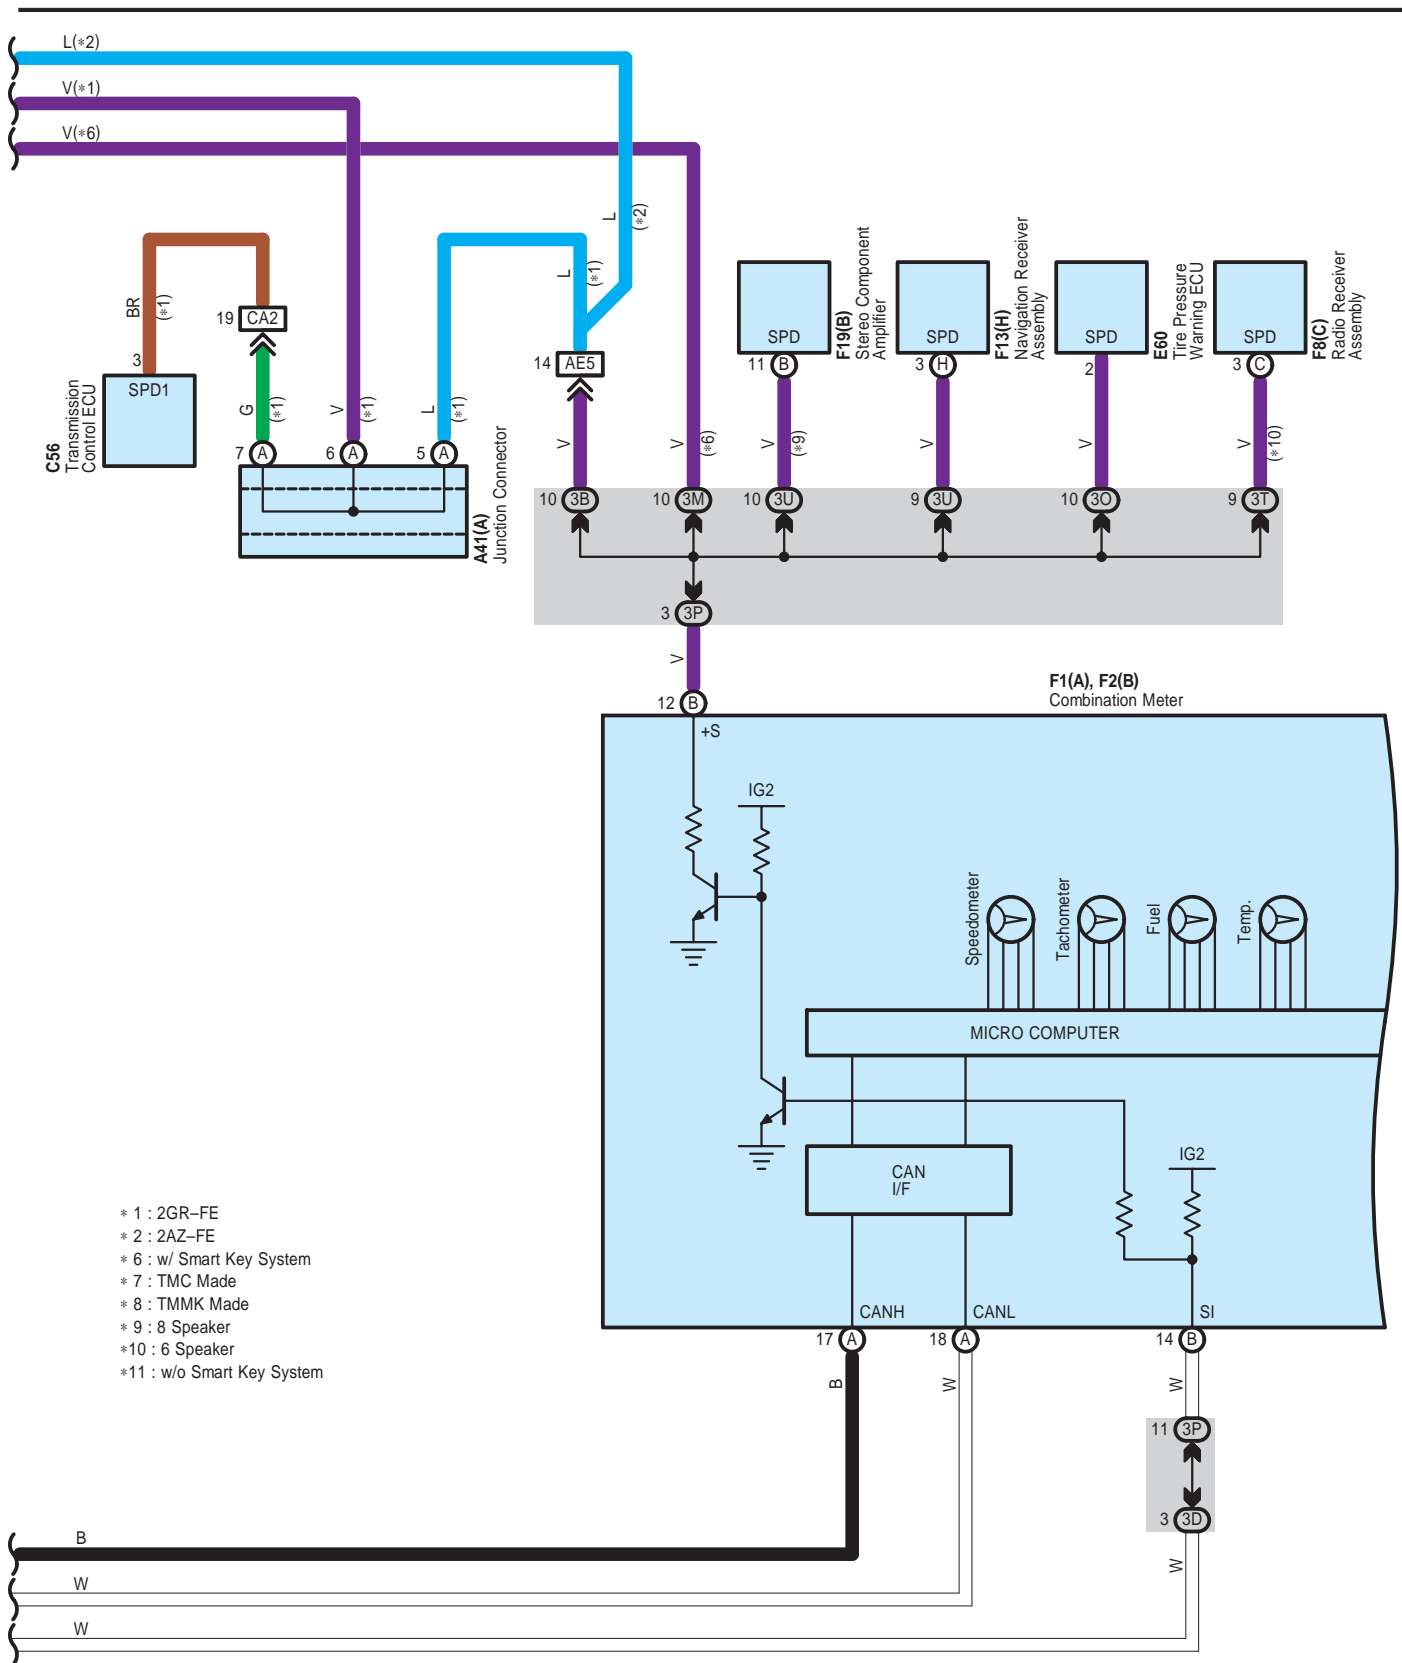 L(*2)
V(*1)
V(*6)
L
(*2)
BR
(*1)
L
(*1)
19 CA2
14 AE5
3
SPD1
C56
Transmission
Control ECU
G
(*1)
V
(*1)
L
(*1)
7 A
6 A
5 A
A41(A)
Junction Connector
SPD
F19(B)
Stereo Component
Amplifier
SPD
F13(H)
Navigation Receiver
Assembly
SPD
E60
Tire Pressure
Warning ECU
SPD
F8(C)
Radio Receiver
Assembly
11 B
3 H
2
3 C
V
V
(*6)
V
(*9)
V
V
V
(*10)
10 3B
10 3M
10 3U
9 3U
10 3O
9 3T
3 3P
V
12 B
F1(A), F2(B)
Combination Meter
+S
IG2
Speedometer
Tachometer
Fuel
Temp.
MICRO COMPUTER
CAN
I/F
IG2
CANH
CANL
SI
17 A
18 A
14 B
B
W
W
11 3P
3 3D
W
* 1 : 2GR–FE
* 2 : 2AZ–FE
* 6 : w/ Smart Key System
* 7 : TMC Made
* 8 : TMMK Made
* 9 : 8 Speaker
*10 : 6 Speaker
*11 : w/o Smart Key System
B
W
W